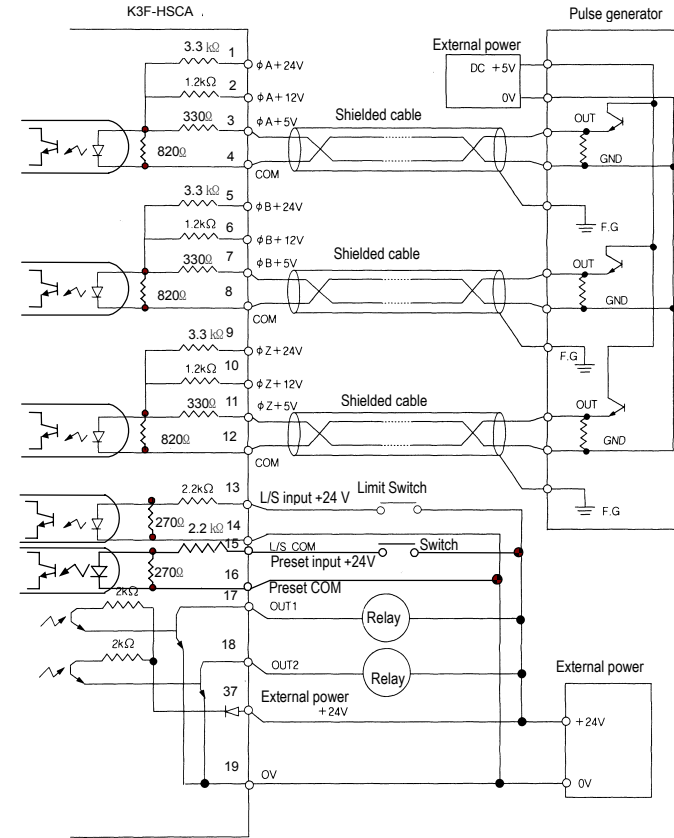 K3F-HSCA .
Pulse generator
External power
DC +5V
0V
3.3 kΩ 1
φA+24V
1.2kΩ 2
φA+12V
330Ω 3
φA+5V
820Ω
4
COM
Shielded cable
OUT
GND
F.G
3.3 kΩ 5
φB+24V
1.2kΩ 6
φB+12V
330Ω 7
φB+5V
820Ω
8
COM
Shielded cable
OUT
GND
F.G
3.3 kΩ 9
φZ+24V
1.2kΩ 10
φZ+12V
330Ω 11
φZ+5V
820Ω
12
COM
Shielded cable
OUT
GND
F.G
2.2kΩ 13
L/S input +24 V
Limit Switch
270Ω
2.2 kΩ 14
L/S COM
15
Switch
Preset input +24V
270Ω
16
Preset COM
2kΩ
17
OUT1
Relay
2kΩ
18
OUT2
Relay
37
External power
+24V
19
0V
External power
+24V
0V